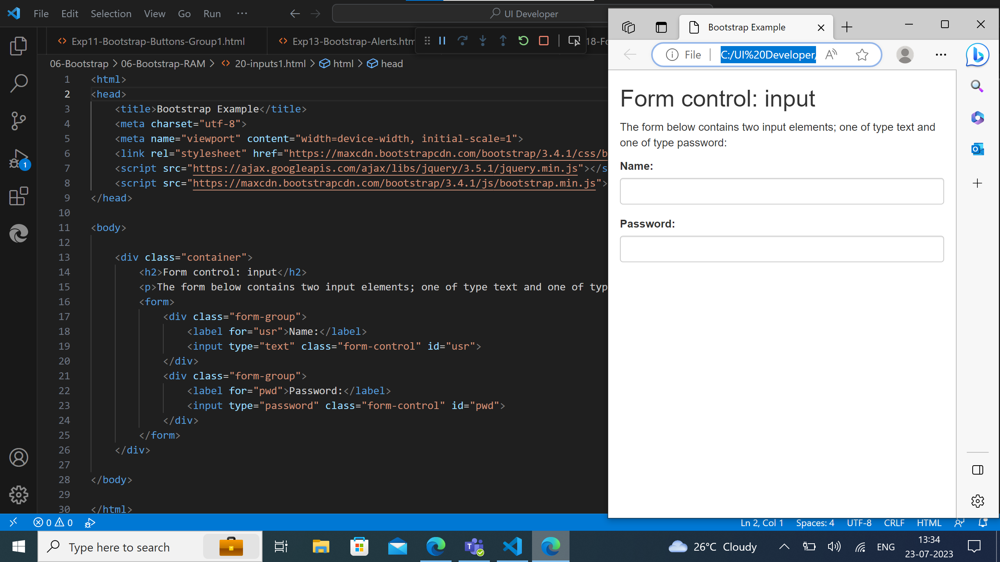 File Edit Selection View Go Run ···
UI Developer
Exp11-Bootstrap-Buttons-Group1.html
Exp13-Bootstrap-Alerts.htm
18-Fo
06-Bootstrap > 06-Bootstrap-RAM > 20-inputs1.html > html > head
1 <html>
2 <head>
3 <title>Bootstrap Example</title>
4 <meta charset="utf-8">
5 <meta name="viewport" content="width=device-width, initial-scale=1">
6 <link rel="stylesheet" href="https://maxcdn.bootstrapcdn.com/bootstrap/3.4.1/css/b
7 <script src="https://ajax.googleapis.com/ajax/libs/jquery/3.5.1/jquery.min.js"></s
8 <script src="https://maxcdn.bootstrapcdn.com/bootstrap/3.4.1/js/bootstrap.min.js">
9 </head>
10
11 <body>
12
13 <div class="container">
14 <h2>Form control: input</h2>
15 <p>The form below contains two input elements; one of type text and one of typ
16 <form>
17 <div class="form-group">
18 <label for="usr">Name:</label>
19 <input type="text" class="form-control" id="usr">
20 </div>
21 <div class="form-group">
22 <label for="pwd">Password:</label>
23 <input type="password" class="form-control" id="pwd">
24 </div>
25 </form>
26 </div>
27
28 </body>
29
30 </html>
1
Bootstrap Example
File C:/UI%20Developer/
Form control: input
The form below contains two input elements; one of type text and
one of type password:
Name:
Password:
0 0
Ln 2, Col 1 Spaces: 4 UTF-8 CRLF HTML
Type here to search
26°C Cloudy
ENG
13:34
23-07-2023